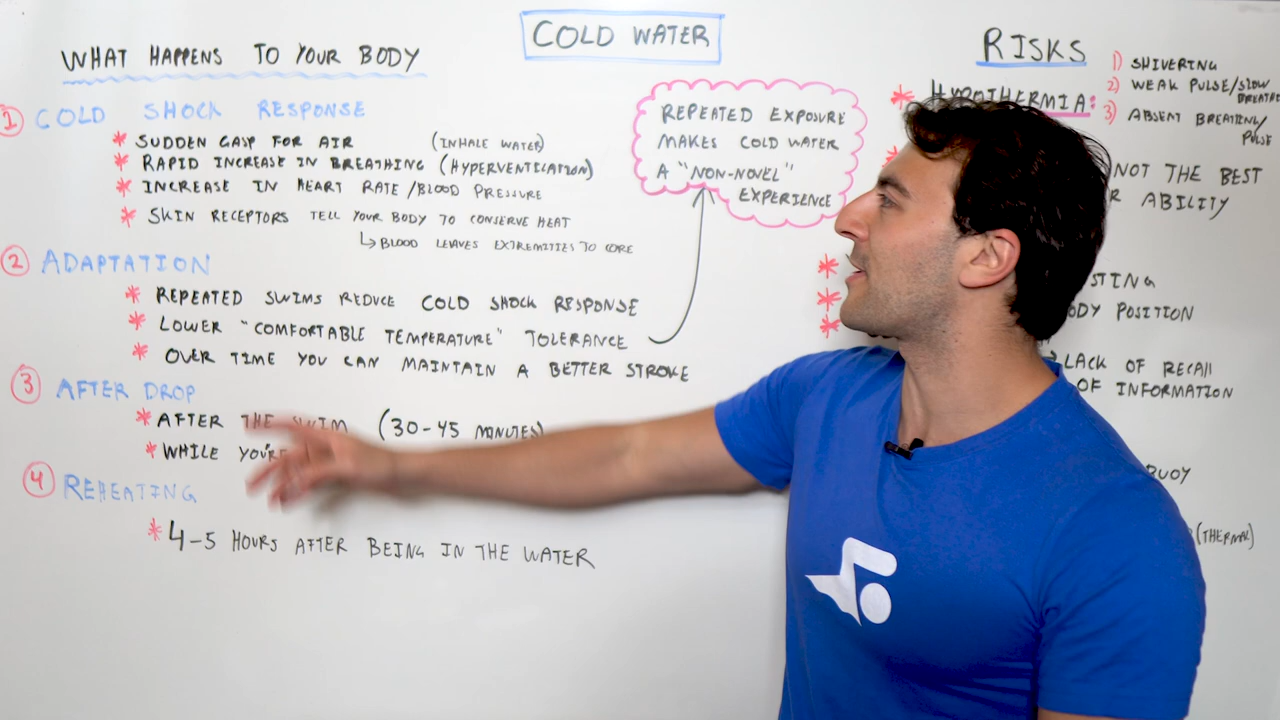 COLD WATER
WHAT HAPPENS TO YOUR BODY
1 COLD SHOCK RESPONSE
* SUDDEN GASP FOR AIR (INHALE WATER)
* RAPID INCREASE IN BREATHING (HYPERVENTILATION)
* INCREASE IN HEART RATE/BLOOD PRESSURE
* SKIN RECEPTORS TELL YOUR BODY TO CONSERVE HEAT
↳ BLOOD LEAVES EXTREMITIES TO CORE
2 ADAPTATION
* REPEATED SWIMS REDUCE COLD SHOCK RESPONSE
* LOWER "COMFORTABLE TEMPERATURE" TOLERANCE
* OVER TIME YOU CAN MAINTAIN A BETTER STROKE
3 AFTER DROP
* AFTER THE SWIM (30-45 MINUTES)
* WHILE YOU'RE
4 REHEATING
* 4-5 HOURS AFTER BEING IN THE WATER
REPEATED EXPOSURE
MAKES COLD WATER
A "NON-NOVEL"
EXPERIENCE
RISKS
* HYPOTHERMIA:
1) SHIVERING
2) WEAK PULSE/SLOW
3) ABSENT BREATHING/
PULSE
NOT THE BEST
ABILITY
POSITION
LACK OF RECALL
OF INFORMATION
(THERMAL)